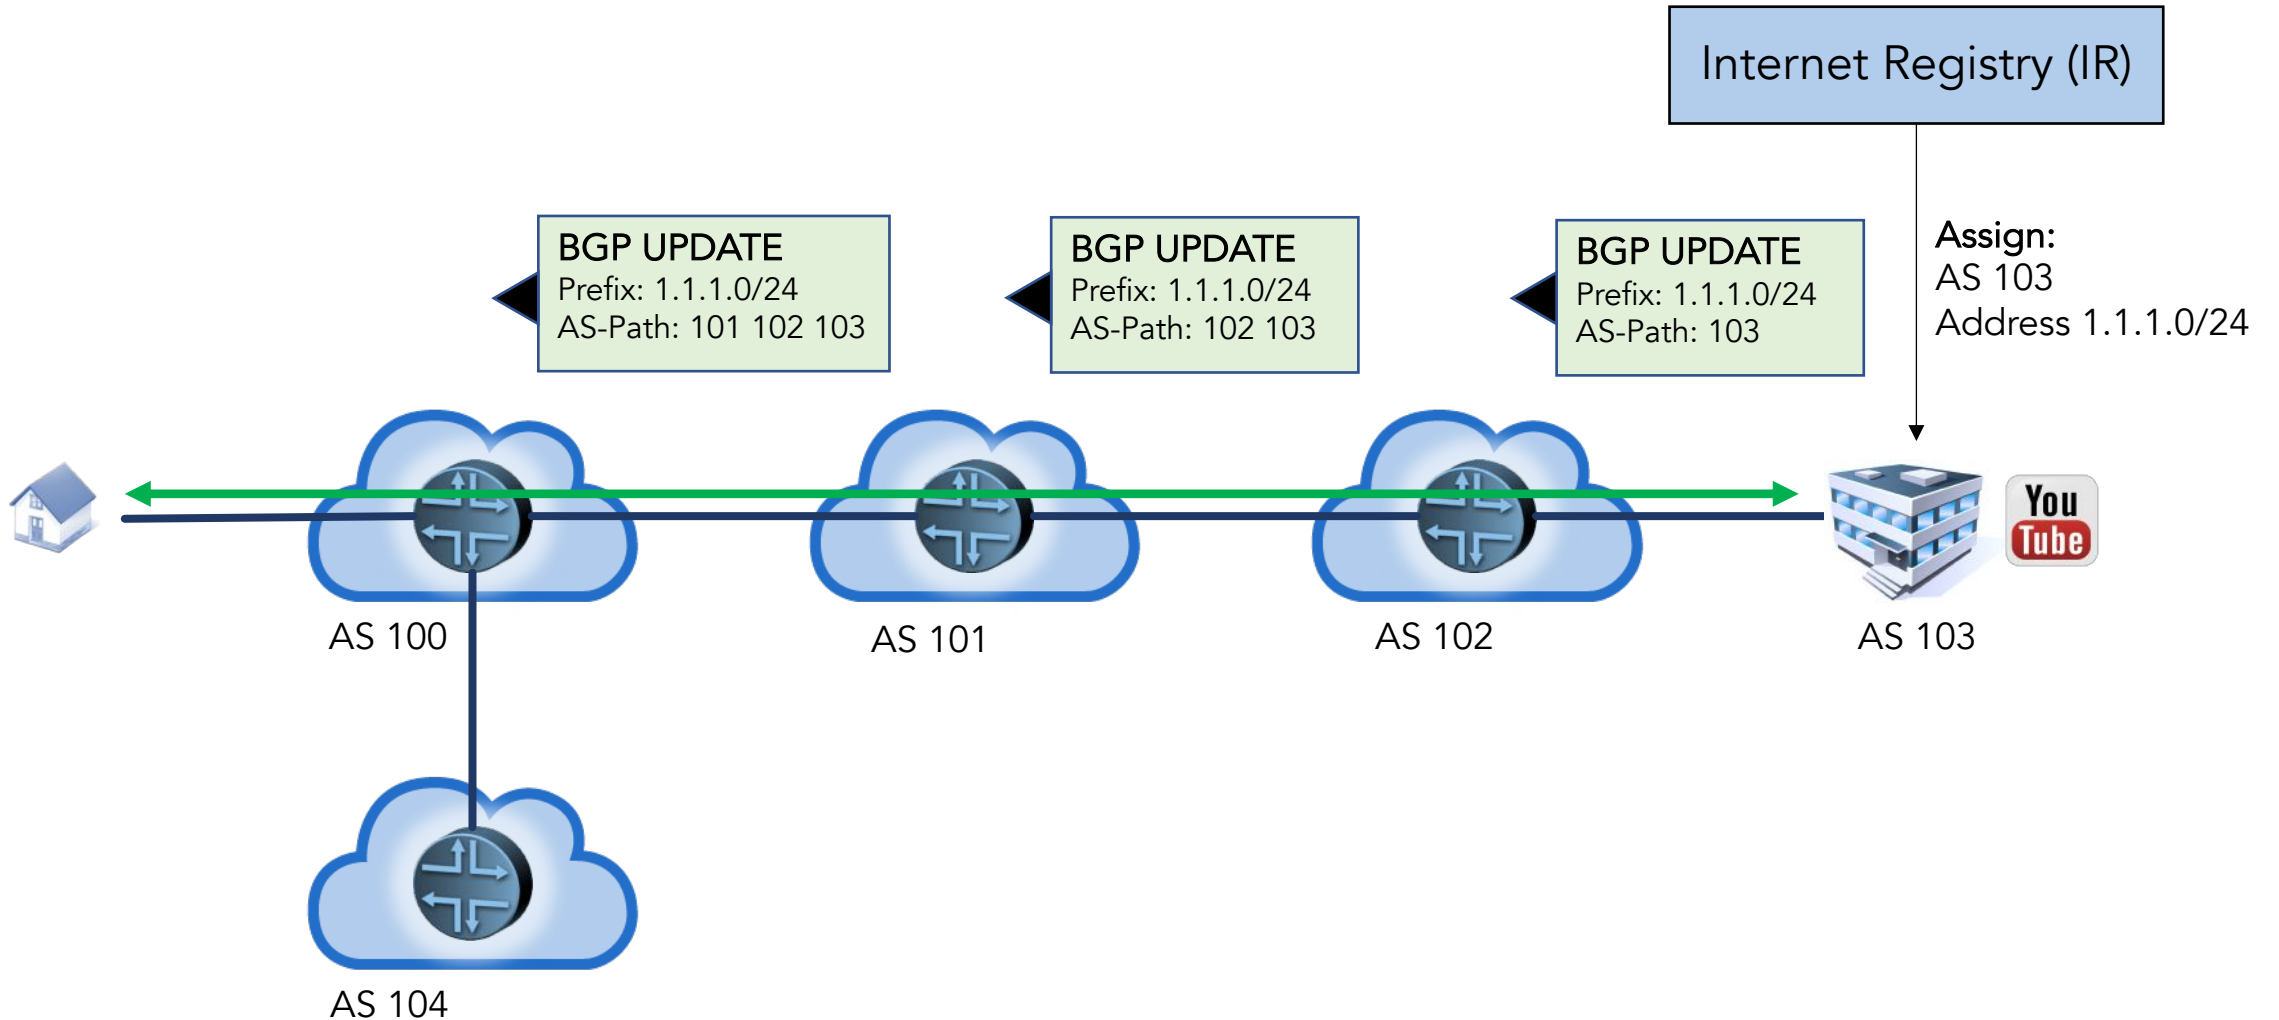 Internet Registry (IR)
BGP UPDATE
Prefix: 1.1.1.0/24
AS-Path: 101 102 103
BGP UPDATE
Prefix: 1.1.1.0/24
AS-Path: 102 103
BGP UPDATE
Prefix: 1.1.1.0/24
AS-Path: 103
Assign:
AS 103
Address 1.1.1.0/24
You
Tube
AS 100
AS 101
AS 102
AS 103
AS 104